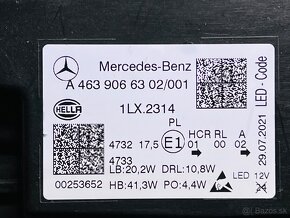 Mercedes-Benz
A 463 906 63 02/001
HELLA
1LX.2314
PL
4732 17,5 E1 HCR RL A
01 00 02
4733
LB:20,2W DRL:10,8W
00253652 HB:41,3W PO:4,4W LED 12V
LED - Code
29.07.2021